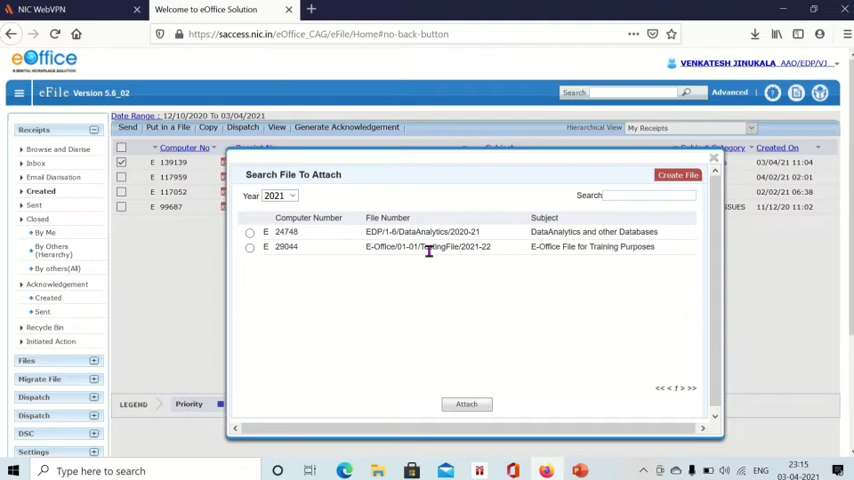 NIC WebVPN
Welcome to eOffice Solution
https://saccess.nic.in/eOffice_CAG/eFile/Home#no-back-button
eOffice
A DIGITAL WORKPLACE SOLUTION
VENKATESH JINUKALA AAO/EDP/VJ
eFile Version 5.6_02
Search
Advanced
Date Range : 12/10/2020 To 03/04/2021
Receipts
Send Put in a File Copy Dispatch View Generate Acknowledgement
Hierarchical View My Receipts
Computer No
Subject Category Created On
E 139139 03/04/21 11:04
E 117959 04/02/21 02:31
E 117052 02/02/21 06:38
E 99687 ISSUES 11/12/20 11:02
Browse and Diarise
Inbox
Email Diarisation
Created
Sent
Closed
By Me
By Others
(Hierarchy)
By others(All)
Acknowledgement
Created
Sent
Recycle Bin
Initiated Action
Files
Migrate File
Dispatch
Dispatch
DSC
Settings
Search File To Attach
Create File
Year 2021
Search
Computer Number File Number Subject
E 24748 EDP/1-6/DataAnalytics/2020-21 DataAnalytics and other Databases
E 29044 E-Office/01-01/TestingFile/2021-22 E-Office File for Training Purposes
<< < 1 > >>
Attach
LEGEND Priority
Type here to search
ENG
23:15
03-04-2021